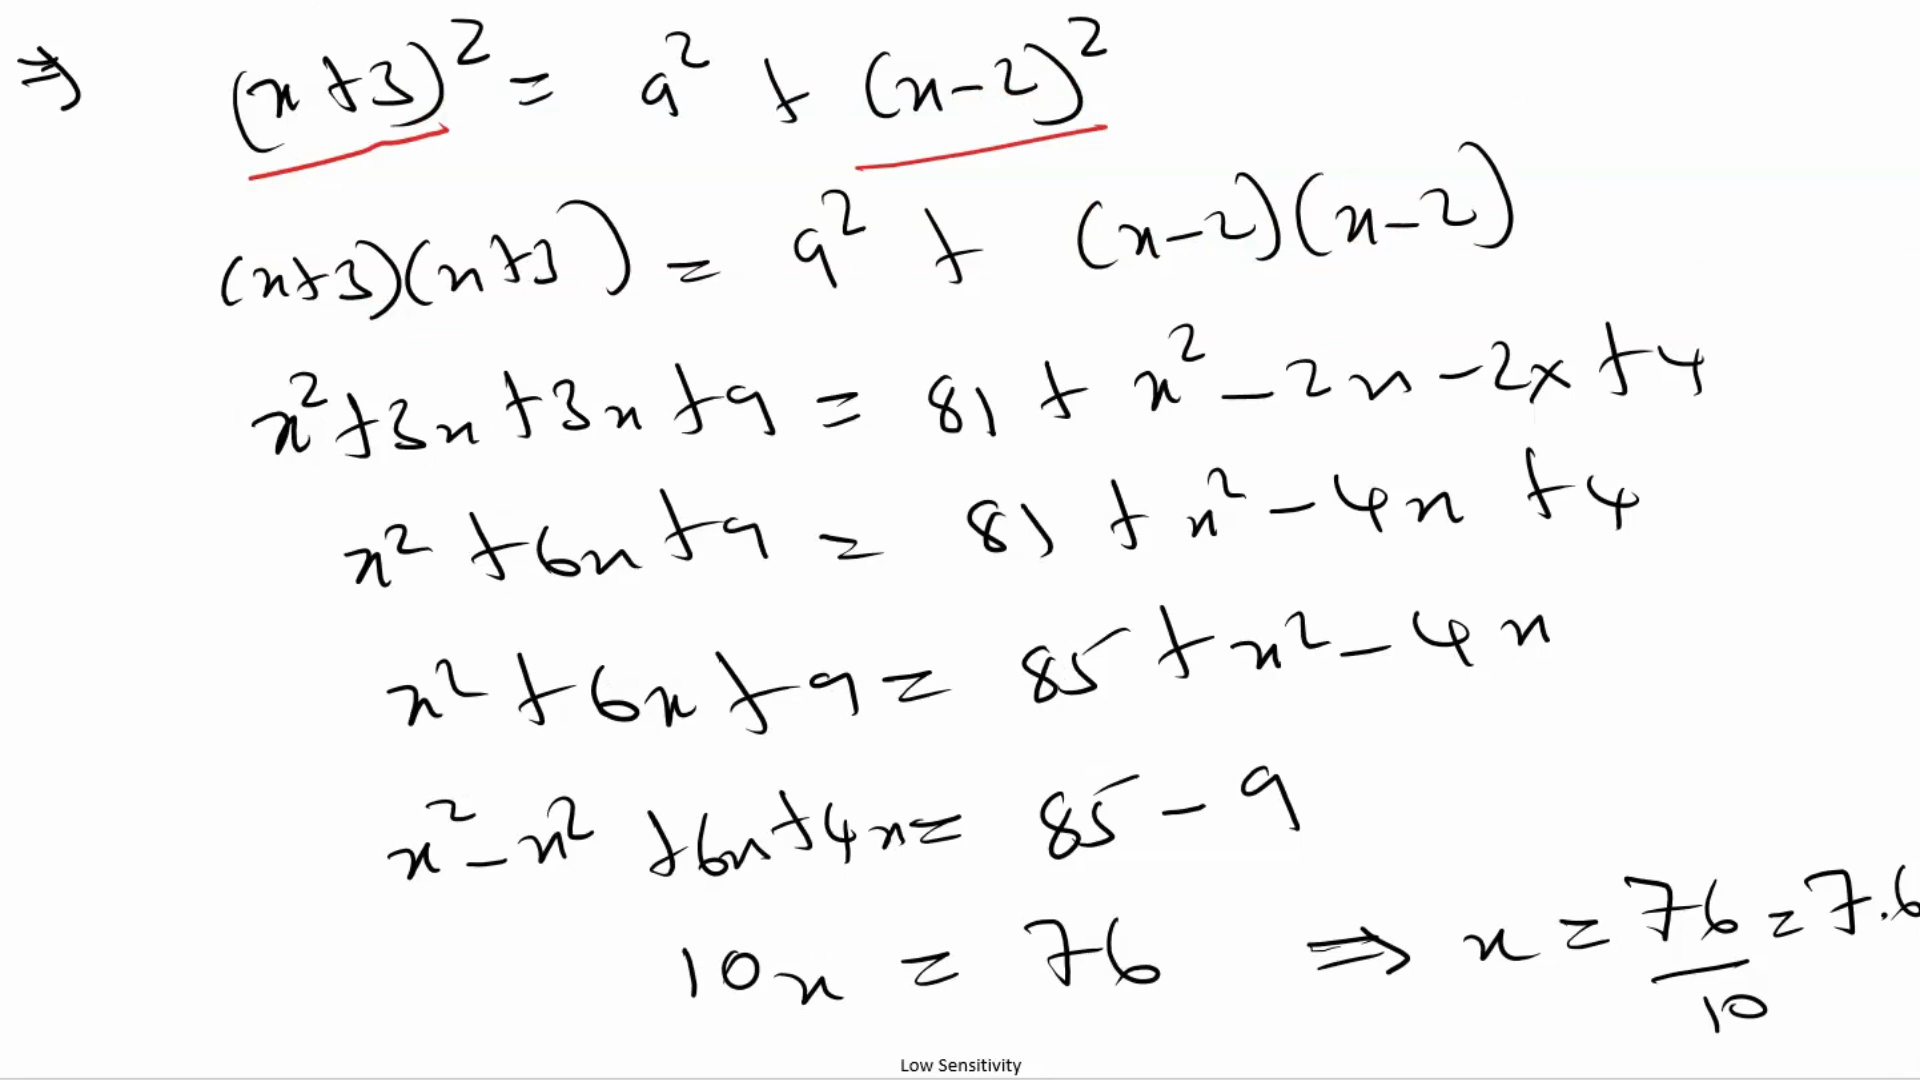 ⇒ (x+3)² = 9² + (x-2)²
(x+3)(x+3) = 9² + (x-2)(x-2)
x²+3x+3x+9 = 81 + x² - 2x - 2x + 4
x² + 6x + 9 = 81 + x² - 4x + 4
x² + 6x + 9 = 85 + x² - 4x
x² - x² + 6x + 4x = 85 - 9
10x = 76 ⇒ x = 76/10 = 7.6
Low Sensitivity